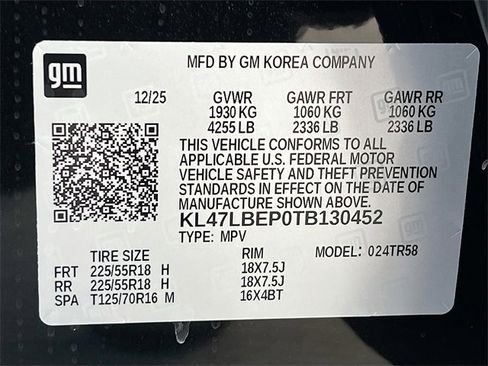 gm
MFD BY GM KOREA COMPANY
12/25 GVWR GAWR FRT GAWR RR
1930 KG 1060 KG 1060 KG
4255 LB 2336 LB 2336 LB
THIS VEHICLE CONFORMS TO ALL
APPLICABLE U.S. FEDERAL MOTOR
VEHICLE SAFETY AND THEFT PREVENTION
STANDARDS IN EFFECT ON THE DATE OF
MANUFACTURE SHOWN ABOVE.
KL47LBEP0TB130452
TYPE: MPV
TIRE SIZE RIM MODEL: 024TR58
FRT 225/55R18 H 18X7.5J
RR 225/55R18 H 18X7.5J
SPA T125/70R16 M 16X4BT